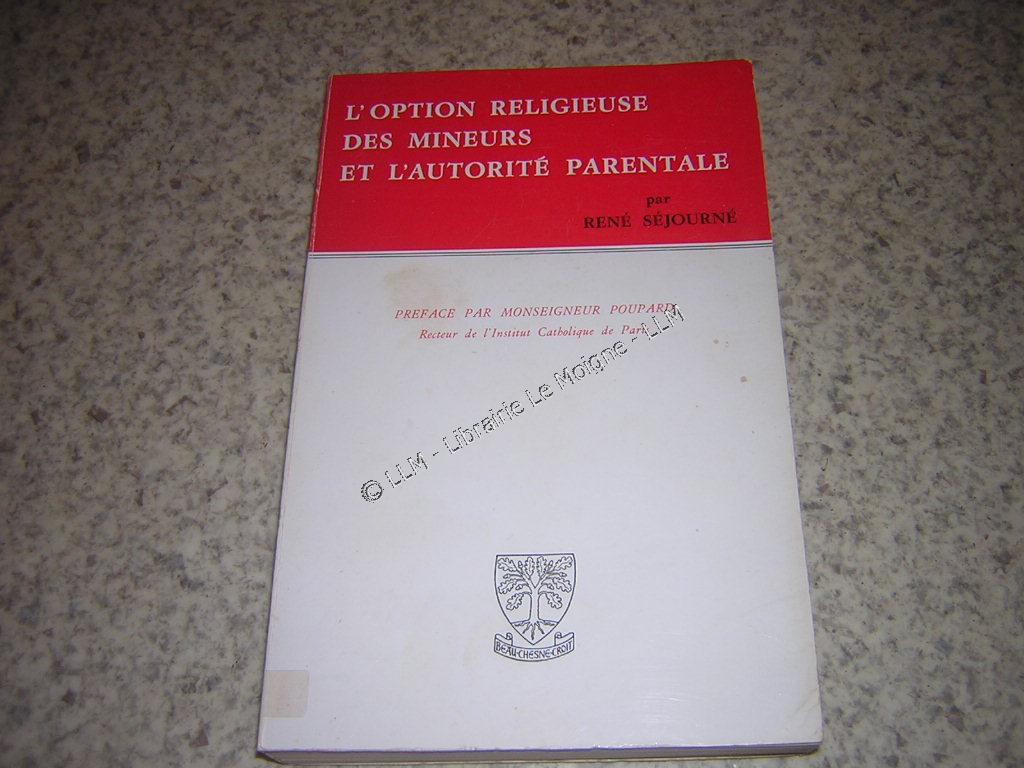 L'OPTION RELIGIEUSE
DES MINEURS
ET L'AUTORITÉ PARENTALE
par
RENÉ SÉJOURNÉ
PREFACE PAR MONSEIGNEUR POUPARD
Recteur de l'Institut Catholique de Paris
© LLM - Librairie Le Moigne - LLM
BEAU-CHESNE-CROIT